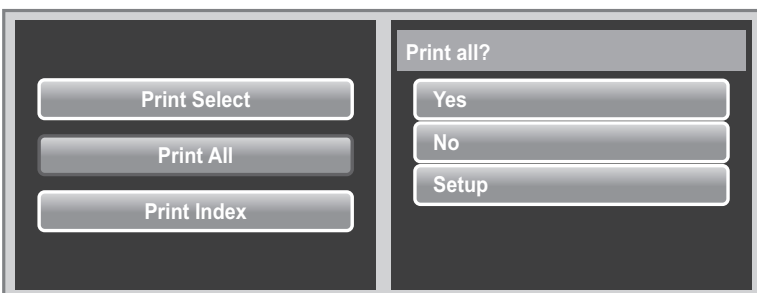 Print Select
Print All
Print Index
Print all?
Yes
No
Setup